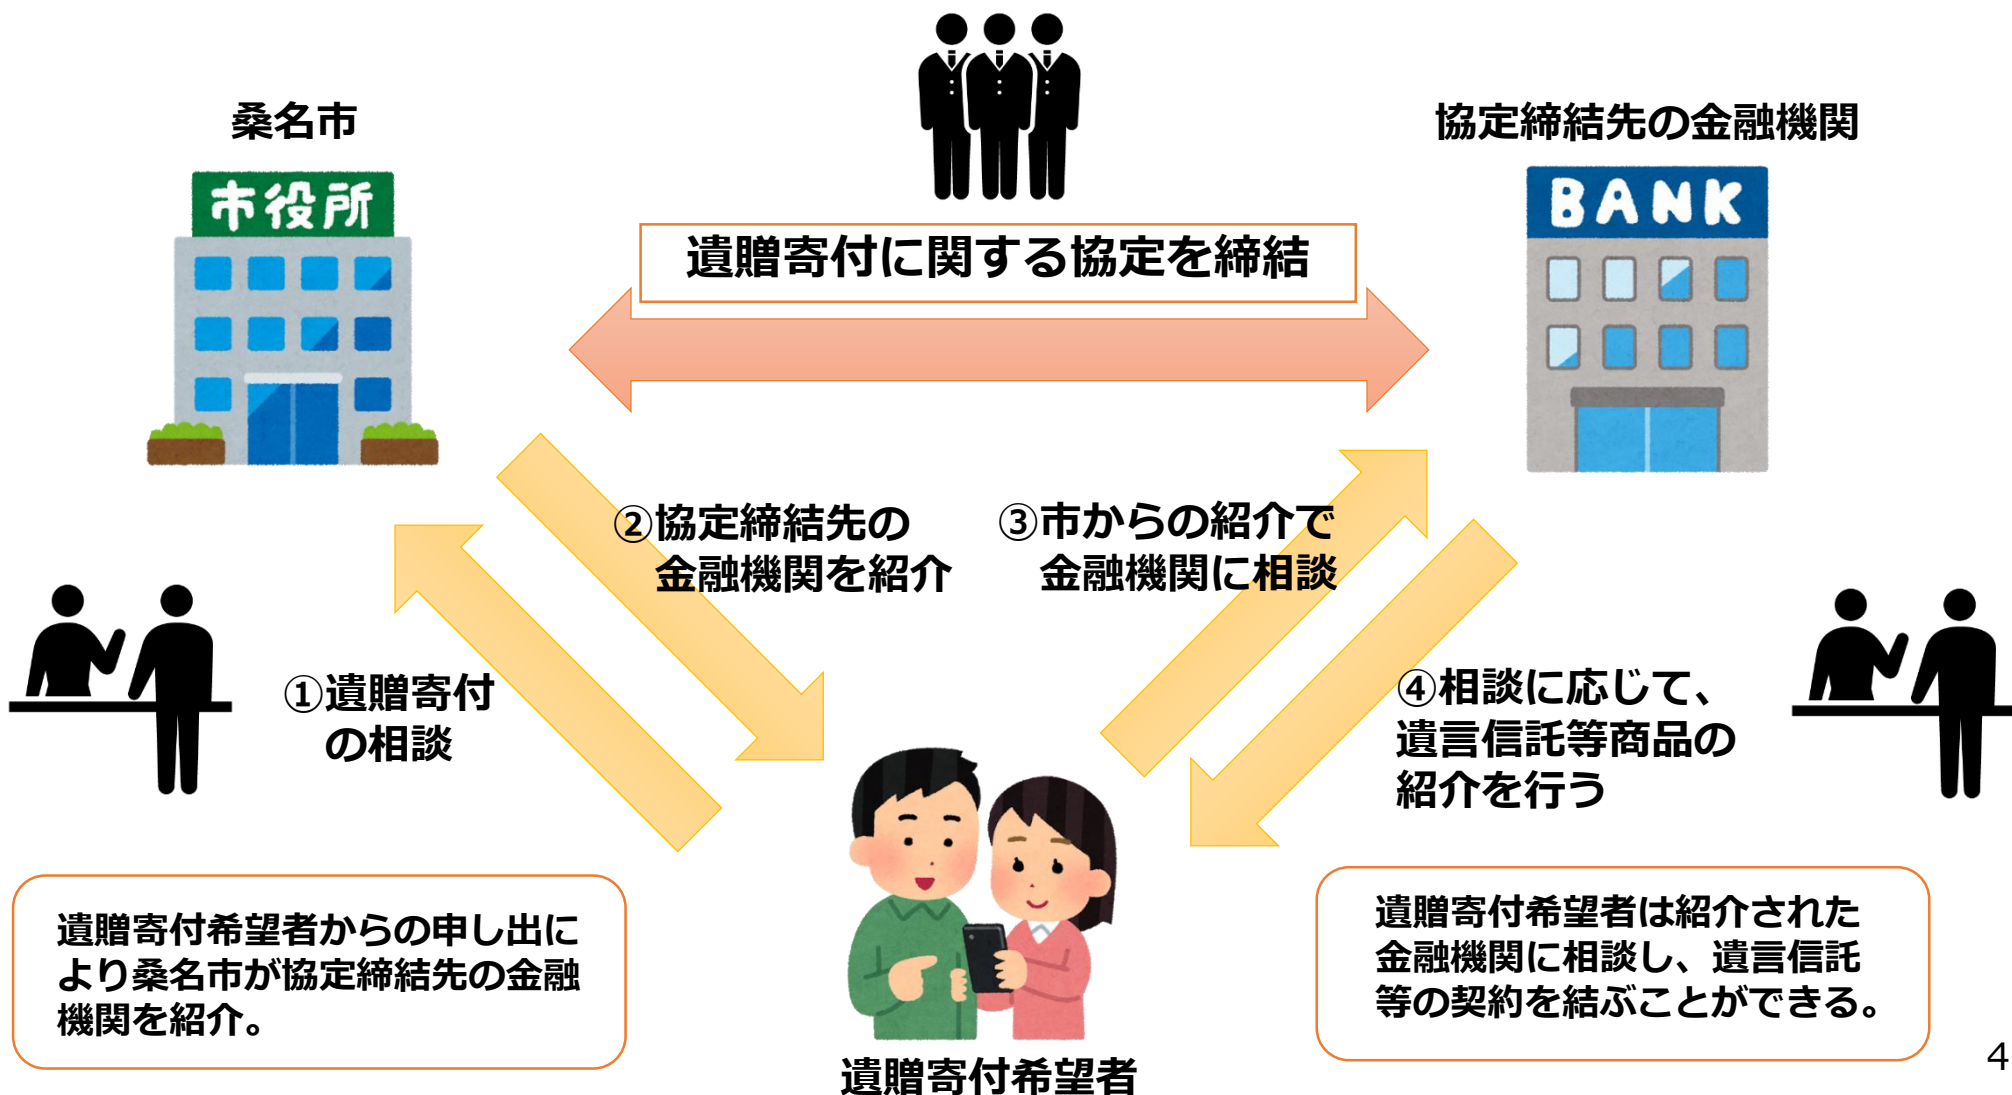 桑名市
市役所
協定締結先の金融機関
BANK
遺贈寄付に関する協定を締結
②協定締結先の
金融機関を紹介
③市からの紹介で
金融機関に相談
①遺贈寄付
の相談
④相談に応じて、
遺言信託等商品の
紹介を行う
遺贈寄付希望者からの申し出に
より桑名市が協定締結先の金融
機関を紹介。
遺贈寄付希望者は紹介された
金融機関に相談し、遺言信託
等の契約を結ぶことができる。
遺贈寄付希望者
4